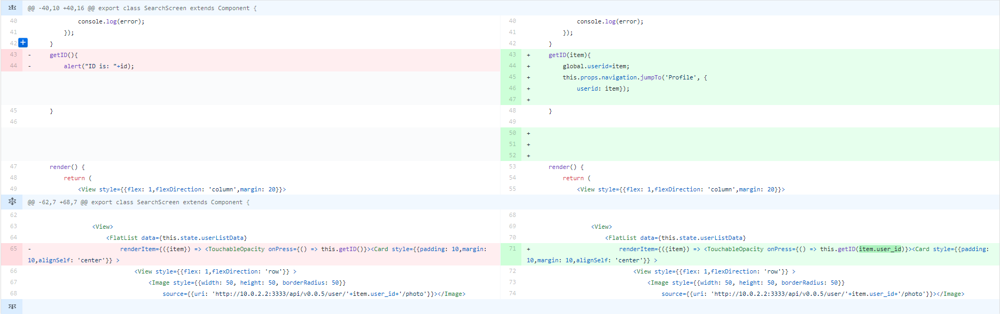 @@ -40,10 +40,16 @@ export class SearchScreen extends Component {
40 console.log(error); 40 console.log(error);
41 }); 41 });
42 + } 42 }
43 - getID(){ 43 + getID(item){
44 - alert("ID is: "+id); 44 + global.userid=item;
45 + this.props.navigation.jumpTo('Profile', {
46 + userid: item});
47 +
45 } 48 }
46 49
50 +
51 +
52 +
47 render() { 53 render() {
48 return ( 54 return (
49 <View style={{flex: 1,flexDirection: 'column',margin: 20}}> 55 <View style={{flex: 1,flexDirection: 'column',margin: 20}}>
@@ -62,7 +68,7 @@ export class SearchScreen extends Component {
62 68
63 <View> 69 <View>
64 <FlatList data={this.state.userListData} 70 <FlatList data={this.state.userListData}
65 - renderItem={({item}) => <TouchableOpacity onPress={() => this.getID()}><Card style={{padding: 10,margin: 71 + renderItem={({item}) => <TouchableOpacity onPress={() => this.getID(item.user_id)}><Card style={{padding:
10,alignSelf: 'center'}} > 10,margin: 10,alignSelf: 'center'}} >
66 <View style={{flex: 1,flexDirection: 'row'}} > 72 <View style={{flex: 1,flexDirection: 'row'}} >
67 <Image style={{width: 50, height: 50, borderRadius: 50}} 73 <Image style={{width: 50, height: 50, borderRadius: 50}}
68 source={{uri: 'http://10.0.2.2:3333/api/v0.0.5/user/'+item.user_id+'/photo'}}></Image> 74 source={{uri: 'http://10.0.2.2:3333/api/v0.0.5/user/'+item.user_id+'/photo'}}></Image>